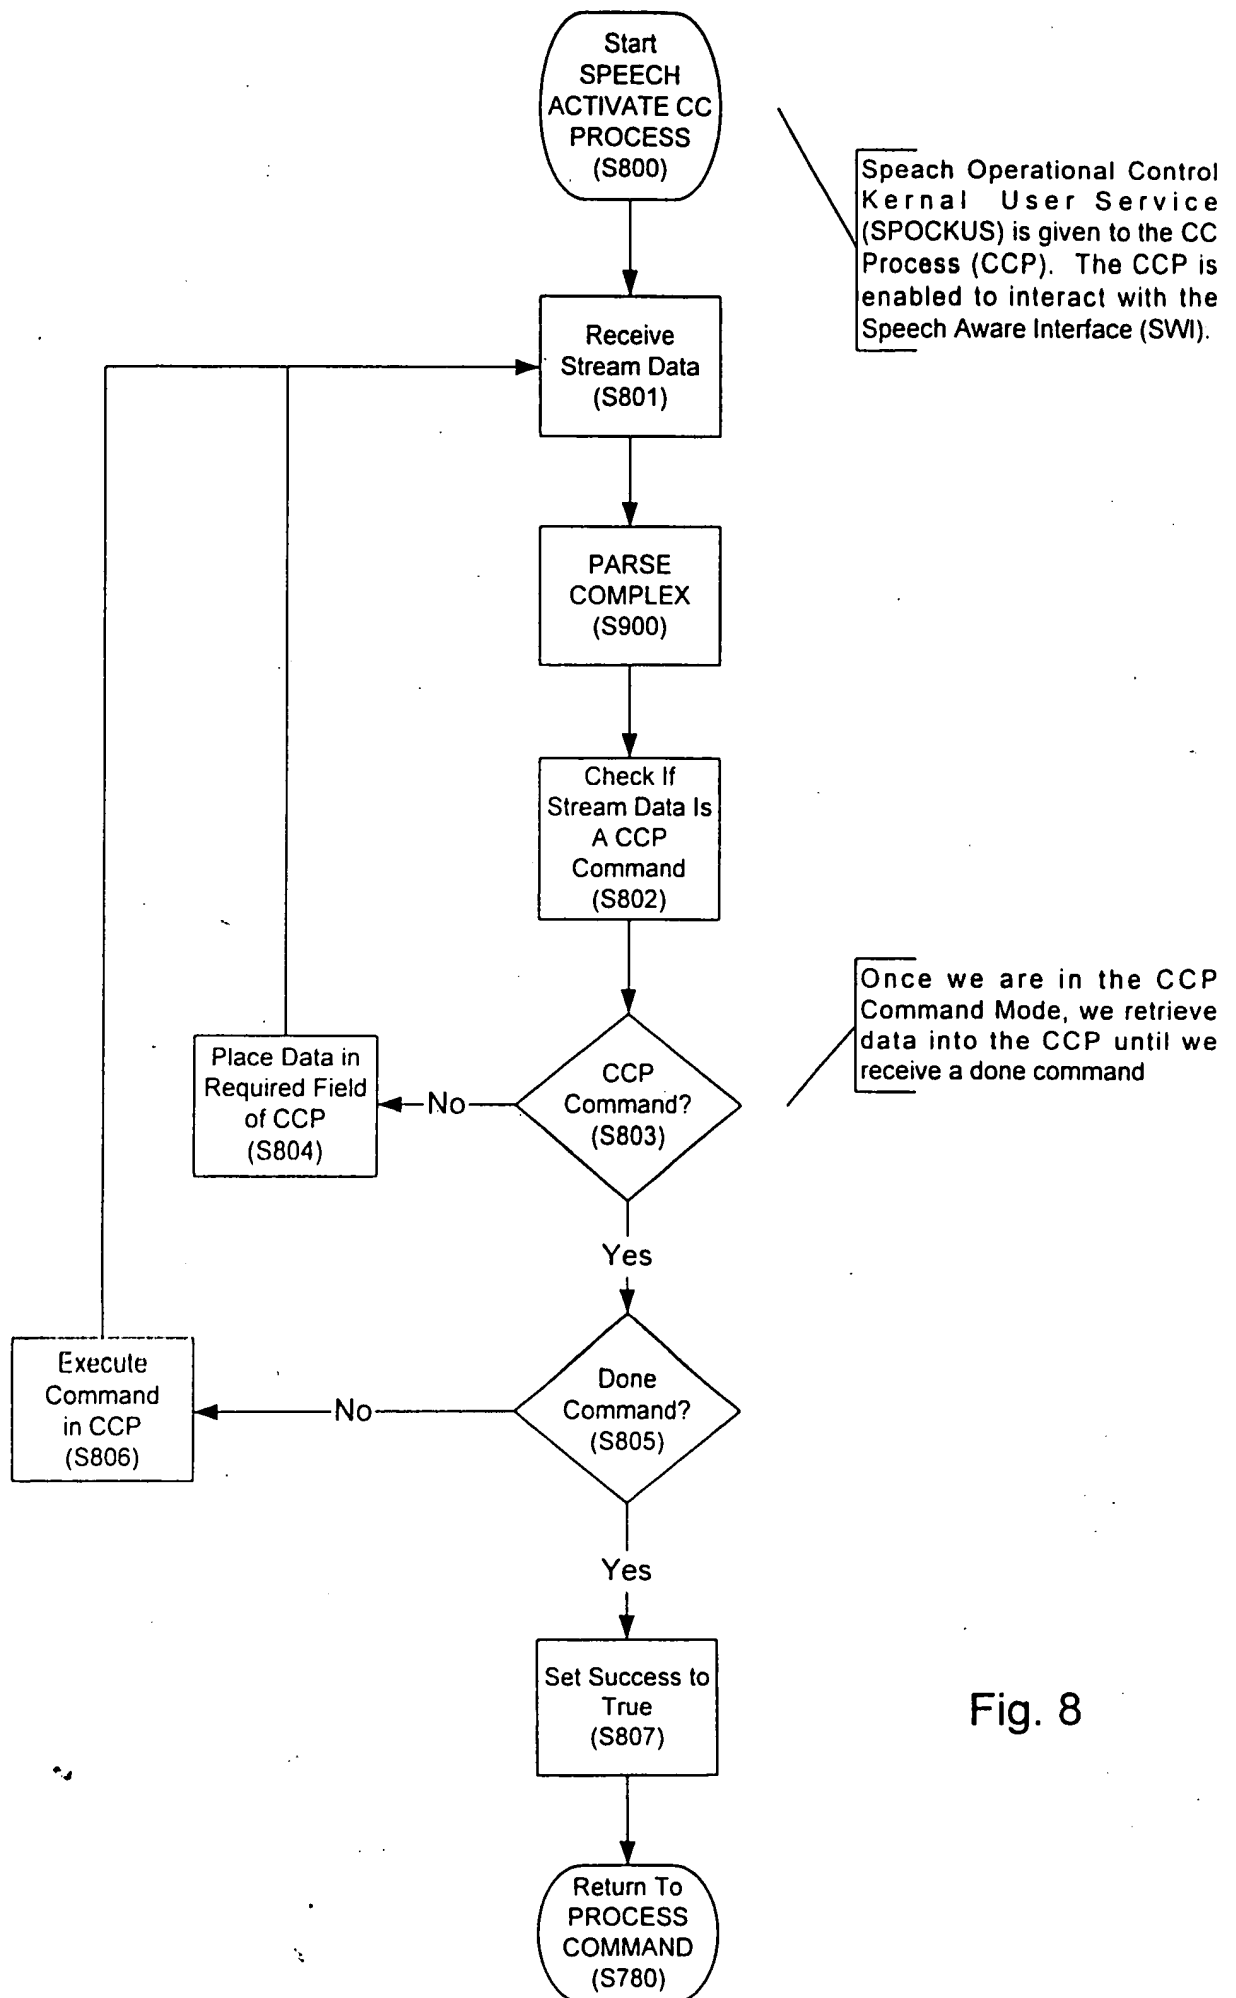 Start
SPEECH
ACTIVATE CC
PROCESS
(S800)
Speach Operational Control
Kernal User Service
(SPOCKUS) is given to the CC
Process (CCP). The CCP is
enabled to interact with the
Speech Aware Interface (SWI).
Receive
Stream Data
(S801)
PARSE
COMPLEX
(S900)
Check If
Stream Data Is
A CCP
Command
(S802)
Once we are in the CCP
Command Mode, we retrieve
data into the CCP until we
receive a done command
CCP
Command?
(S803)
No
Place Data in
Required Field
of CCP
(S804)
Yes
Done
Command?
(S805)
No
Execute
Command
in CCP
(S806)
Yes
Set Success to
True
(S807)
Fig. 8
Return To
PROCESS
COMMAND
(S780)